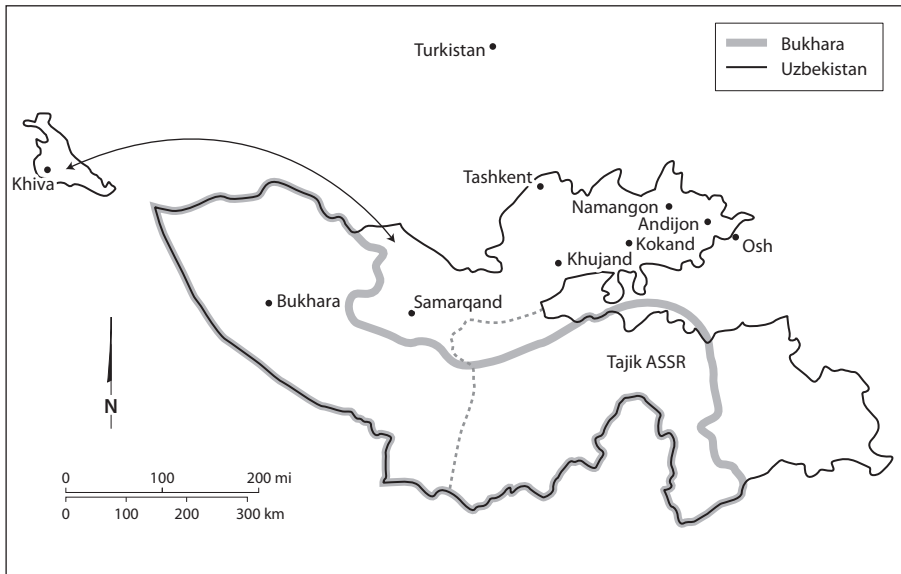 Turkistan
Bukhara
Uzbekistan
Khiva
Tashkent
Namangon
Andijon
Kokand
Osh
Khujand
Bukhara
Samarqand
Tajik ASSR
N
0 100 200 mi
0 100 200 300 km